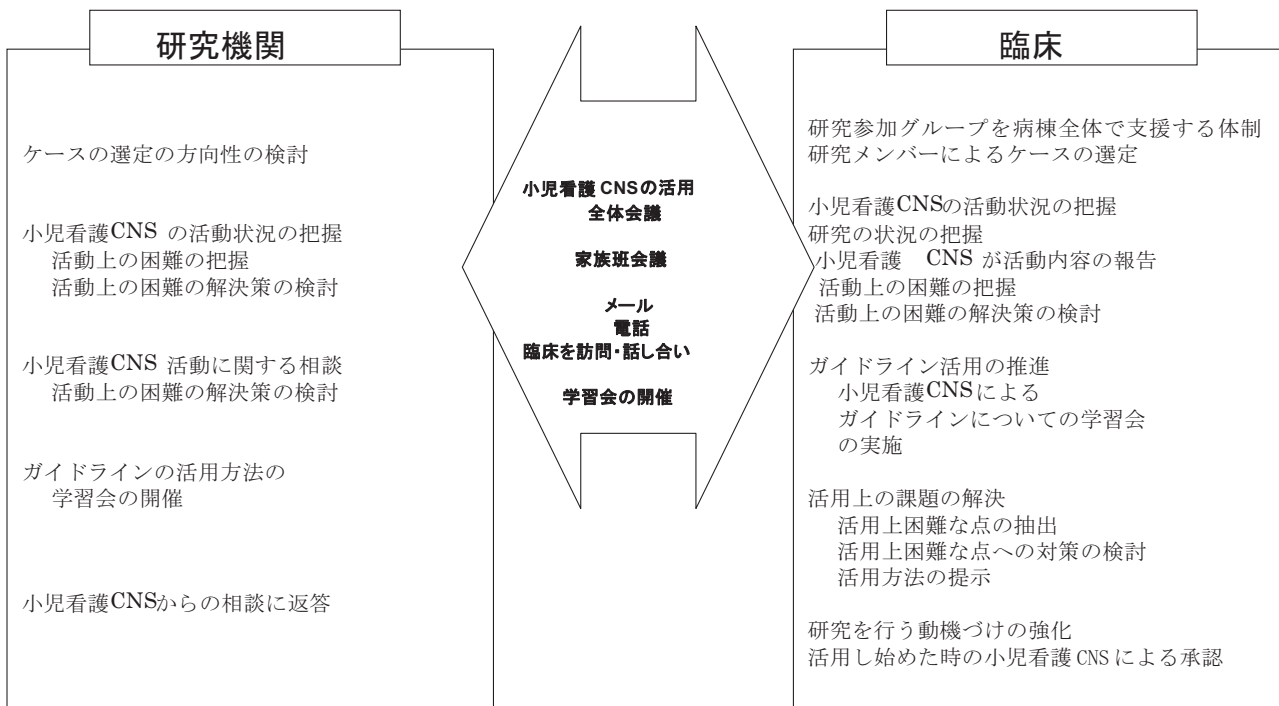 研究機関
ケースの選定の方向性の検討
小児看護CNS の活動状況の把握
活動上の困難の把握
活動上の困難の解決策の検討
小児看護CNS 活動に関する相談
活動上の困難の解決策の検討
ガイドラインの活用方法の
学習会の開催
小児看護CNSからの相談に返答
小児看護 CNSの活用
全体会議
家族班会議
メール
電話
臨床を訪問・話し合い
学習会の開催
臨床
研究参加グループを病棟全体で支援する体制
研究メンバーによるケースの選定
小児看護CNSの活動状況の把握
研究の状況の把握
小児看護 CNS が活動内容の報告
活動上の困難の把握
活動上の困難の解決策の検討
ガイドライン活用の推進
小児看護CNSによる
ガイドラインについての学習会
の実施
活用上の課題の解決
活用上困難な点の抽出
活用上困難な点への対策の検討
活用方法の提示
研究を行う動機づけの強化
活用し始めた時の小児看護 CNS による承認